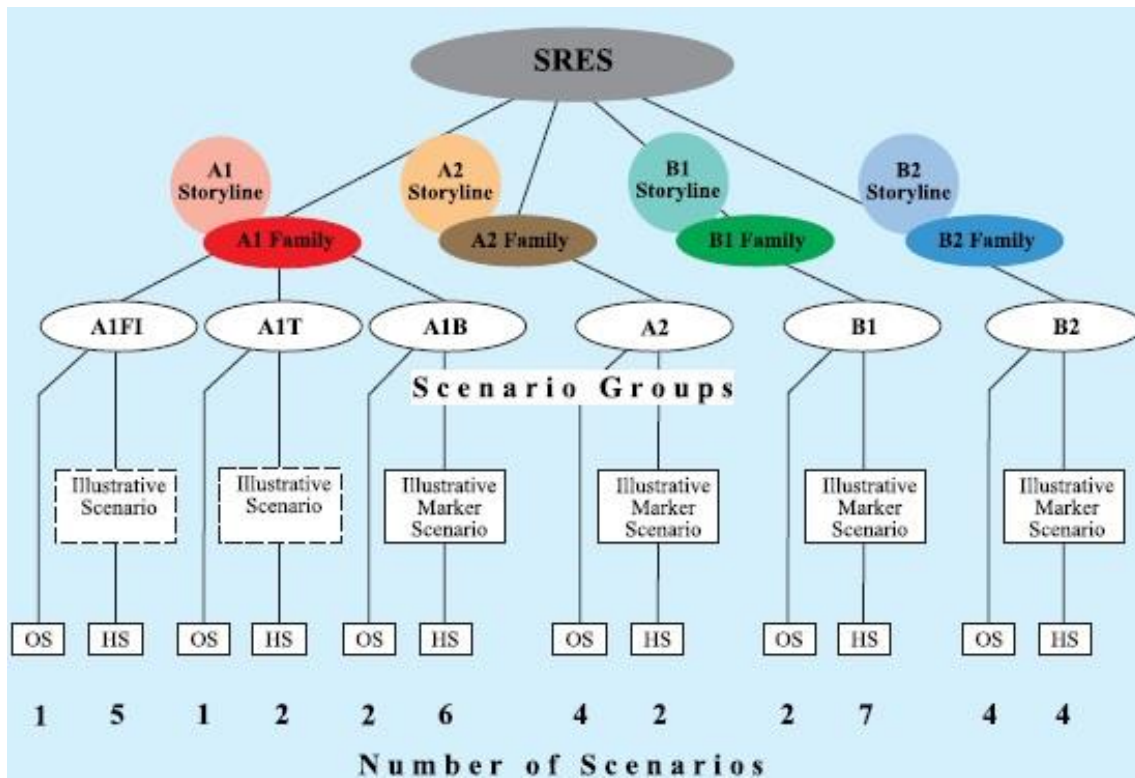 SRES
A1
Storyline
A2
Storyline
B1
Storyline
B2
Storyline
A1 Family
A2 Family
B1 Family
B2 Family
A1FI
A1T
A1B
A2
B1
B2
Scenario Groups
Illustrative
Scenario
Illustrative
Scenario
Illustrative
Marker
Scenario
Illustrative
Marker
Scenario
Illustrative
Marker
Scenario
Illustrative
Marker
Scenario
OS
HS
OS
HS
OS
HS
OS
HS
OS
HS
OS
HS
1 5 1 2 2 6 4 2 2 7 4 4
Number of Scenarios